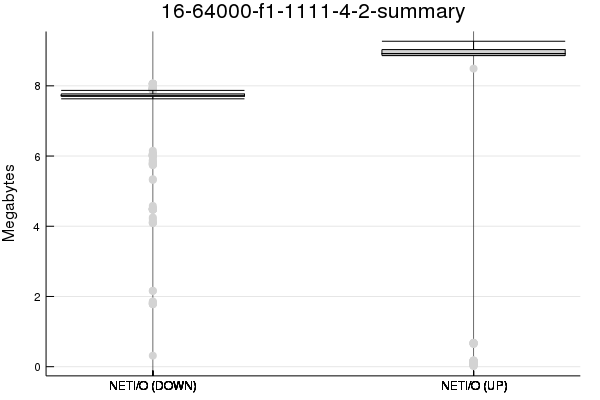 16-64000-f1-1111-4-2-summary
Megabytes
8
6
4
2
0
NETI/O (DOWN) NETI/O (UP)